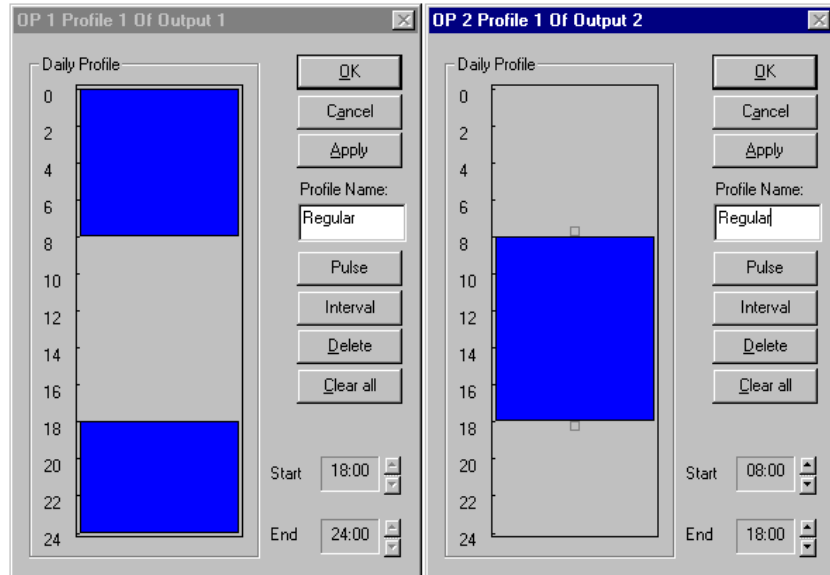 OP 1 Profile 1 Of Output 1
Daily Profile
0
2
4
6
8
10
12
14
16
18
20
22
24
OK
Cancel
Apply
Profile Name:
Regular
Pulse
Interval
Delete
Clear all
Start 18:00
End 24:00
OP 2 Profile 1 Of Output 2
Daily Profile
0
2
4
6
8
10
12
14
16
18
20
22
24
OK
Cancel
Apply
Profile Name:
Regular
Pulse
Interval
Delete
Clear all
Start 08:00
End 18:00